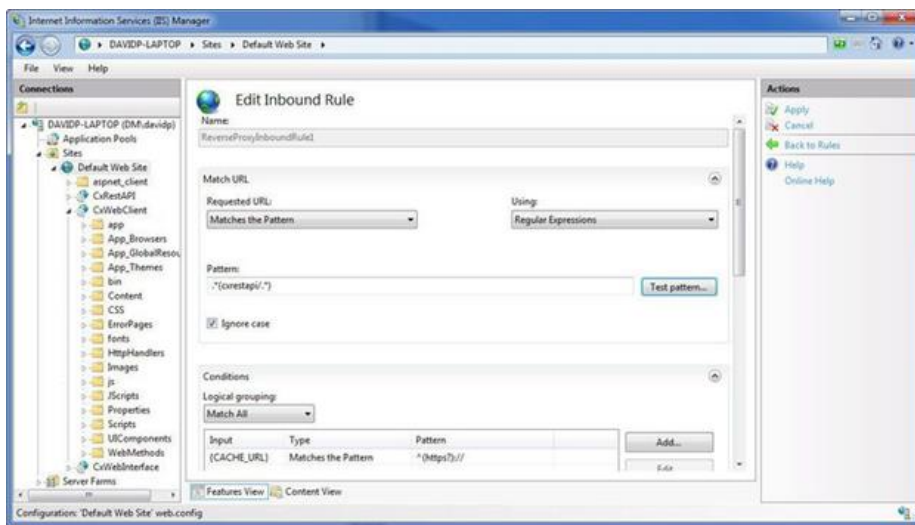 Internet Information Services (IIS) Manager
DAVIDP-LAPTOP Sites Default Web Site
File View Help
Connections
DAVIDP-LAPTOP (DM\davidp)
Application Pools
Sites
Default Web Site
aspnet_client
CxRestAPI
CxWebClient
app
App_Browsers
App_GlobalResou
App_Themes
bin
Content
CSS
ErrorPages
fonts
HttpHandlers
Images
js
JScripts
Properties
Scripts
UIComponents
WebMethods
CxWebInterface
Server Farms
Edit Inbound Rule
Name:
ReverseProxyInboundRule1
Match URL
Requested URL: Using:
Matches the Pattern Regular Expressions
Pattern:
.*(cxrestapi/.*) Test pattern...
Ignore case
Conditions
Logical grouping:
Match All
Input Type Pattern Add...
{CACHE_URL} Matches the Pattern ^(https?):// Edit
Features View Content View
Actions
Apply
Cancel
Back to Rules
Help
Online Help
Configuration: 'Default Web Site' web.config